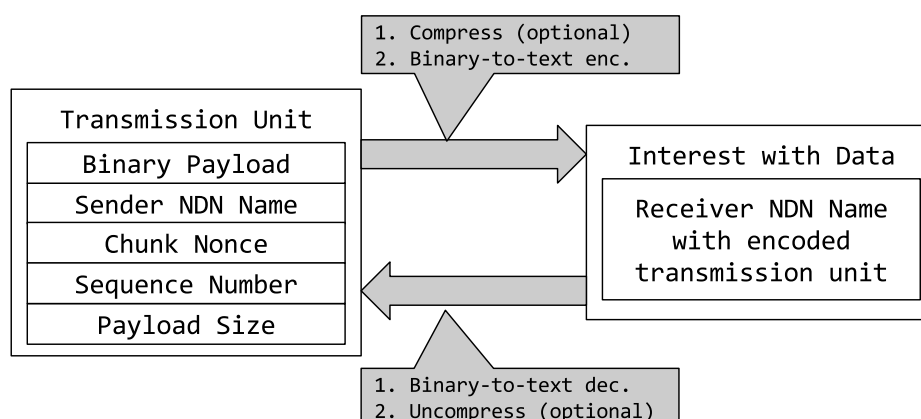 1. Compress (optional)
2. Binary-to-text enc.
Transmission Unit
Binary Payload
Sender NDN Name
Chunk Nonce
Sequence Number
Payload Size
Interest with Data
Receiver NDN Name
with encoded
transmission unit
1. Binary-to-text dec.
2. Uncompress (optional)